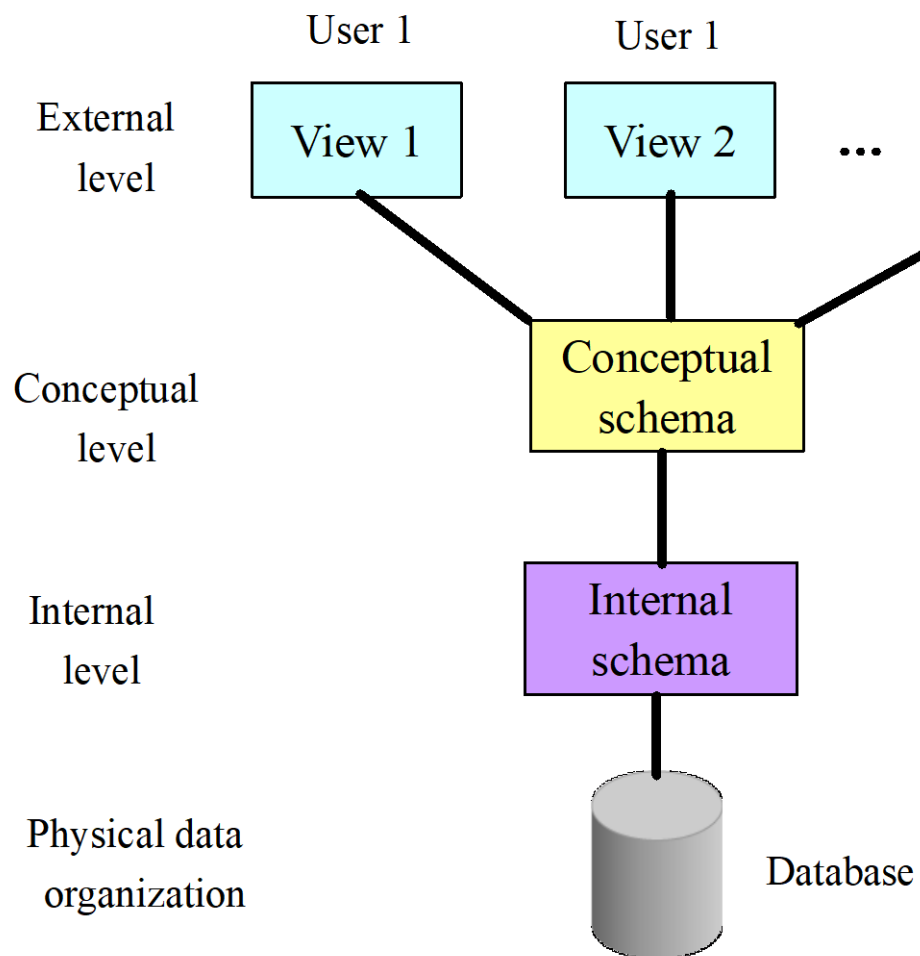 User 1
User 1
External
level
View 1
View 2
...
Conceptual
level
Conceptual
schema
Internal
level
Internal
schema
Physical data
organization
Database